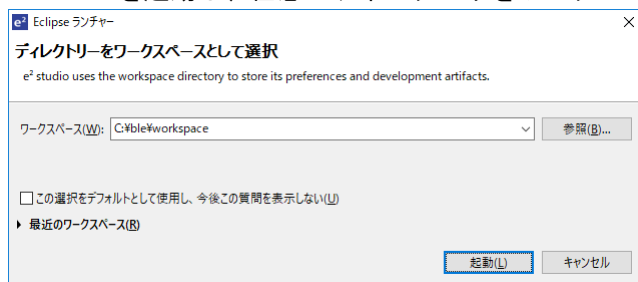 e² Eclipse ランチャー
ディレクトリーをワークスペースとして選択
e² studio uses the workspace directory to store its preferences and development artifacts.
ワークスペース(W): C:¥ble¥workspace 参照(B)...
この選択をデフォルトとして使用し、今後この質問を表示しない(U)
最近のワークスペース(R)
起動(L) キャンセル